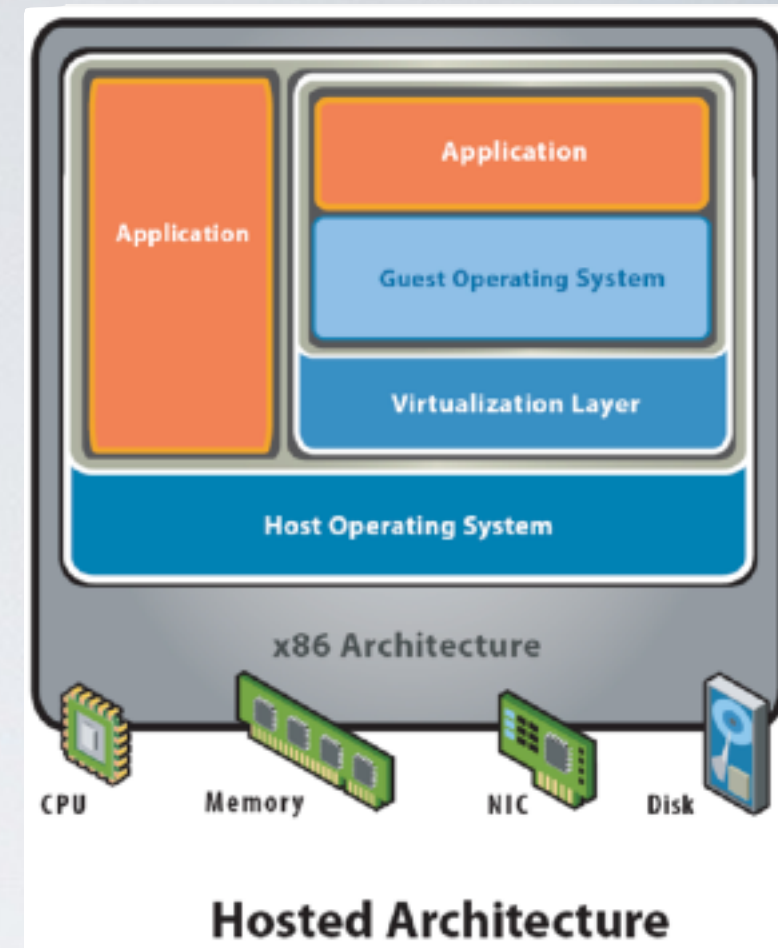 Application
Application
Guest Operating System
Virtualization Layer
Host Operating System
x86 Architecture
CPU
Memory
NIC
Disk
Hosted Architecture